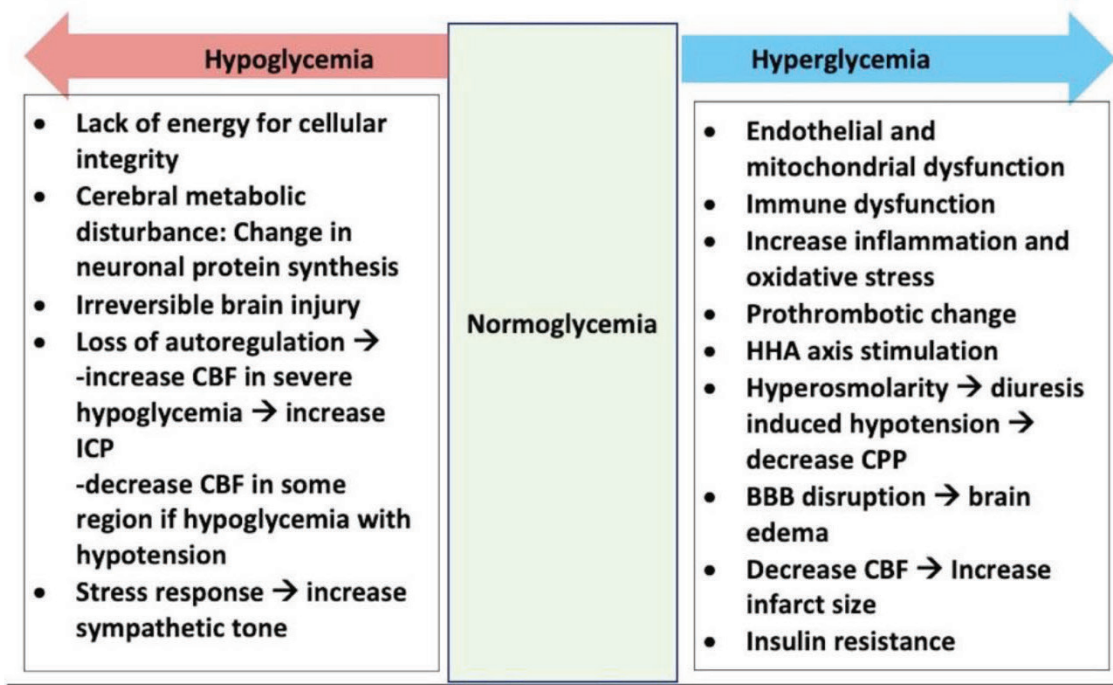 Hypoglycemia
• Lack of energy for cellular
integrity
• Cerebral metabolic
disturbance: Change in
neuronal protein synthesis
• Irreversible brain injury
• Loss of autoregulation →
-increase CBF in severe
hypoglycemia → increase
ICP
-decrease CBF in some
region if hypoglycemia with
hypotension
• Stress response → increase
sympathetic tone
Normoglycemia
Hyperglycemia
• Endothelial and
mitochondrial dysfunction
• Immune dysfunction
• Increase inflammation and
oxidative stress
• Prothrombotic change
• HHA axis stimulation
• Hyperosmolarity → diuresis
induced hypotension →
decrease CPP
• BBB disruption → brain
edema
• Decrease CBF → Increase
infarct size
• Insulin resistance